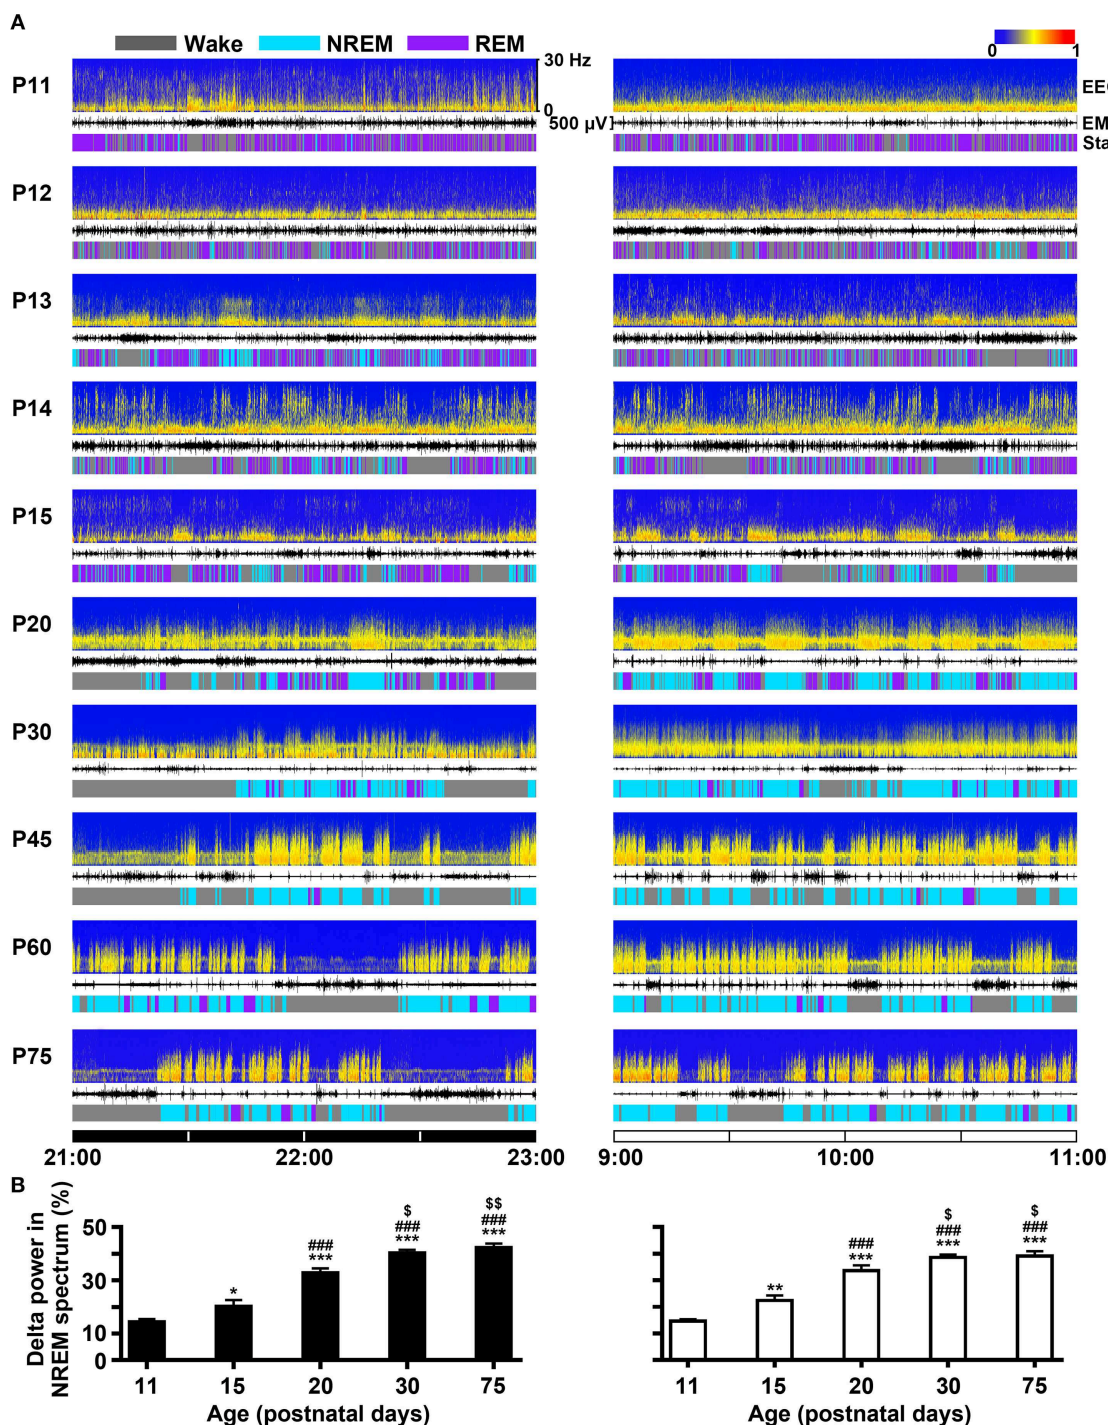 A
Wake NREM REM
0 1
P11
30 Hz
0
500 µV
EE
EM
Sta
P12
P13
P14
P15
P20
P30
P45
P60
P75
21:00 22:00 23:00 9:00 10:00 11:00
B
Delta power in
NREM spectrum (%)
50
30
10
0
*
###
***
$
###
***
$$
###
***
11 15 20 30 75
Age (postnatal days)
**
###
***
$
###
***
$
###
***
11 15 20 30 75
Age (postnatal days)